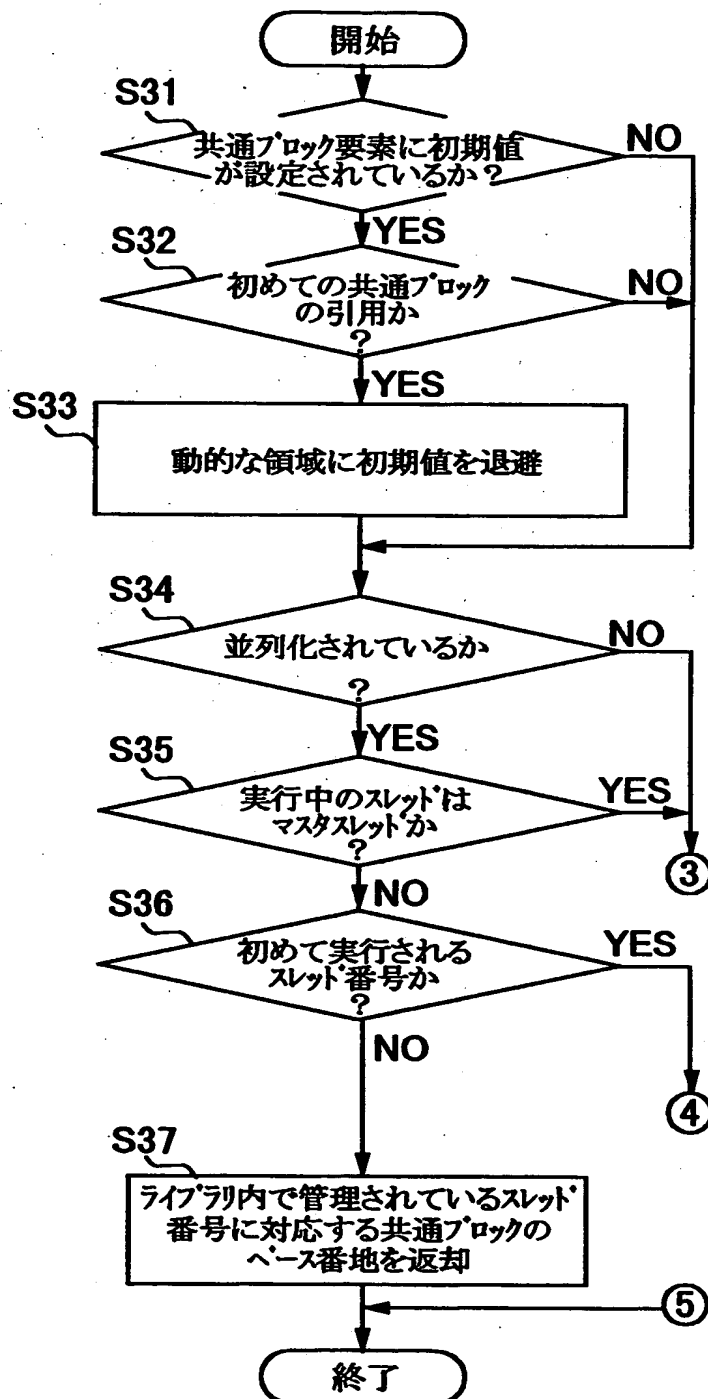 開始
S31
共通ブロック要素に初期値
が設定されているか？
NO
YES
S32
初めての共通ブロック
の引用か
？
NO
YES
S33
動的な領域に初期値を退避
S34
並列化されているか
？
NO
YES
S35
実行中のスレッドは
マスタスレッドか
？
YES
③
NO
S36
初めて実行される
スレッド番号か
？
YES
NO
④
S37
ライブラリ内で管理されているスレッド
番号に対応する共通ブロックの
ベース番地を返却
⑤
終了